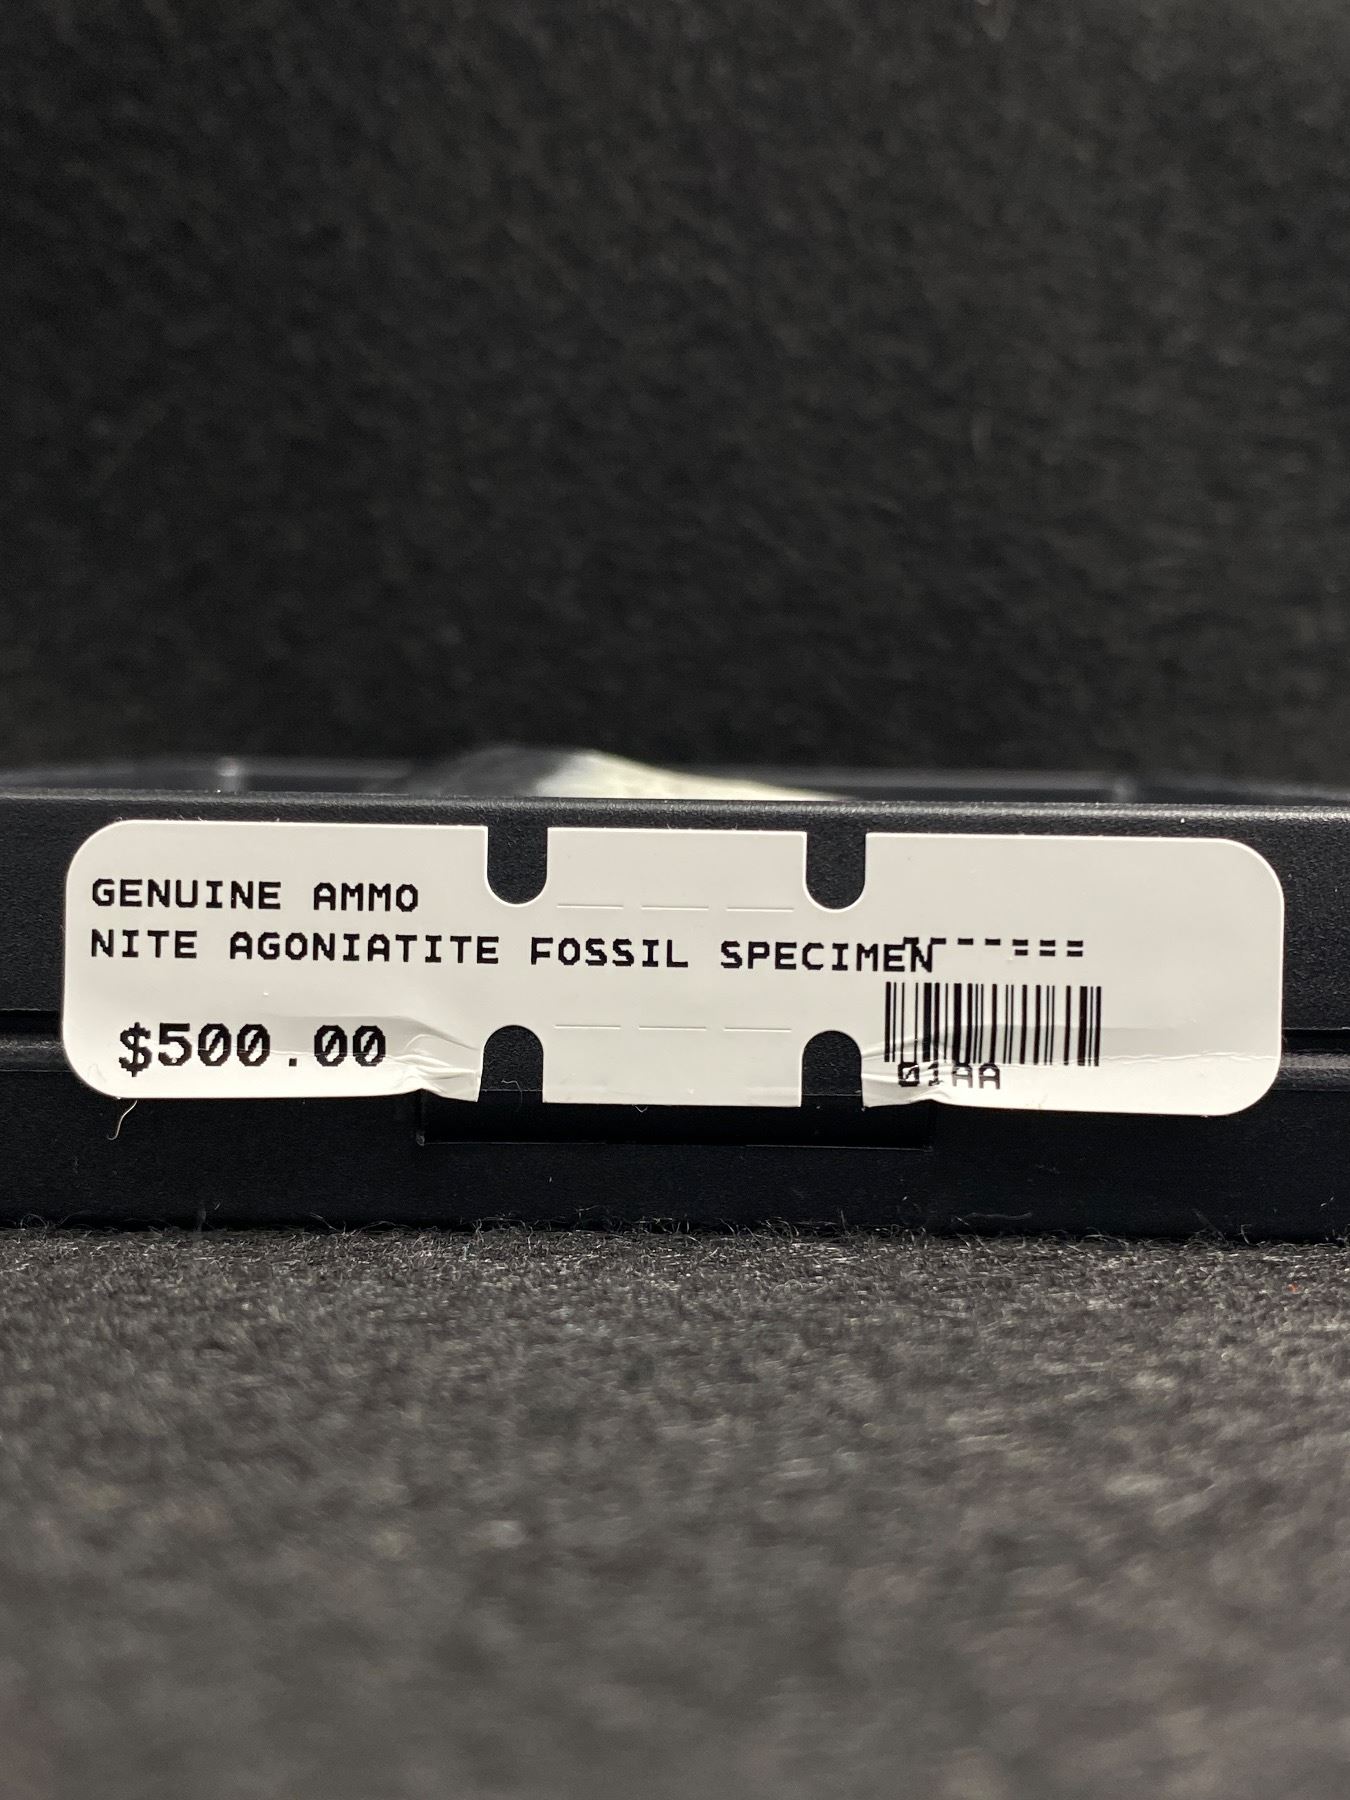 GENUINE AMMO
NITE AGONIATITE FOSSIL SPECIMEN
$500.00
01AA